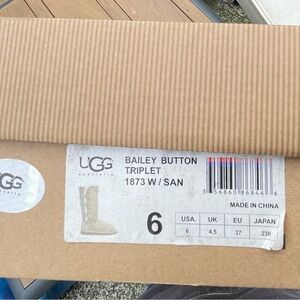 UGG
australia
BAILEY BUTTON
TRIPLET
1873 W / SAN
MADE IN CHINA
6
USA UK EU JAPAN
6 4.5 37 230
UGG